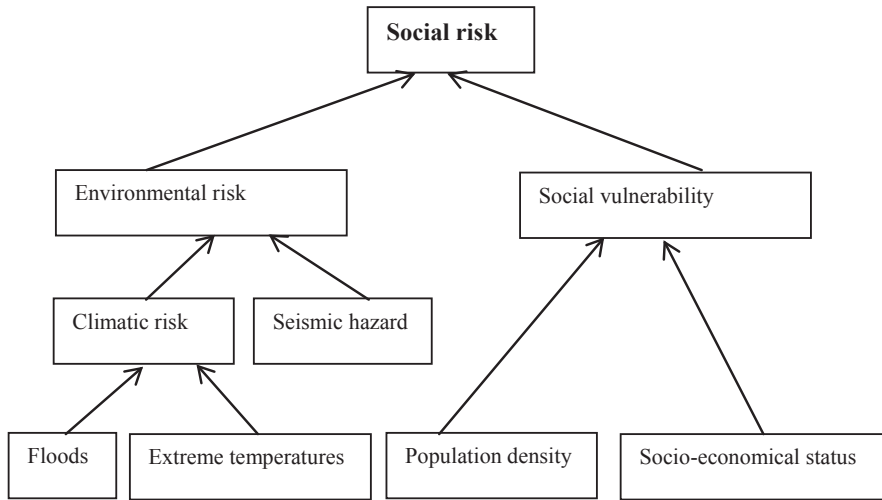 Social risk
Environmental risk
Social vulnerability
Climatic risk
Seismic hazard
Floods
Extreme temperatures
Population density
Socio-economical status